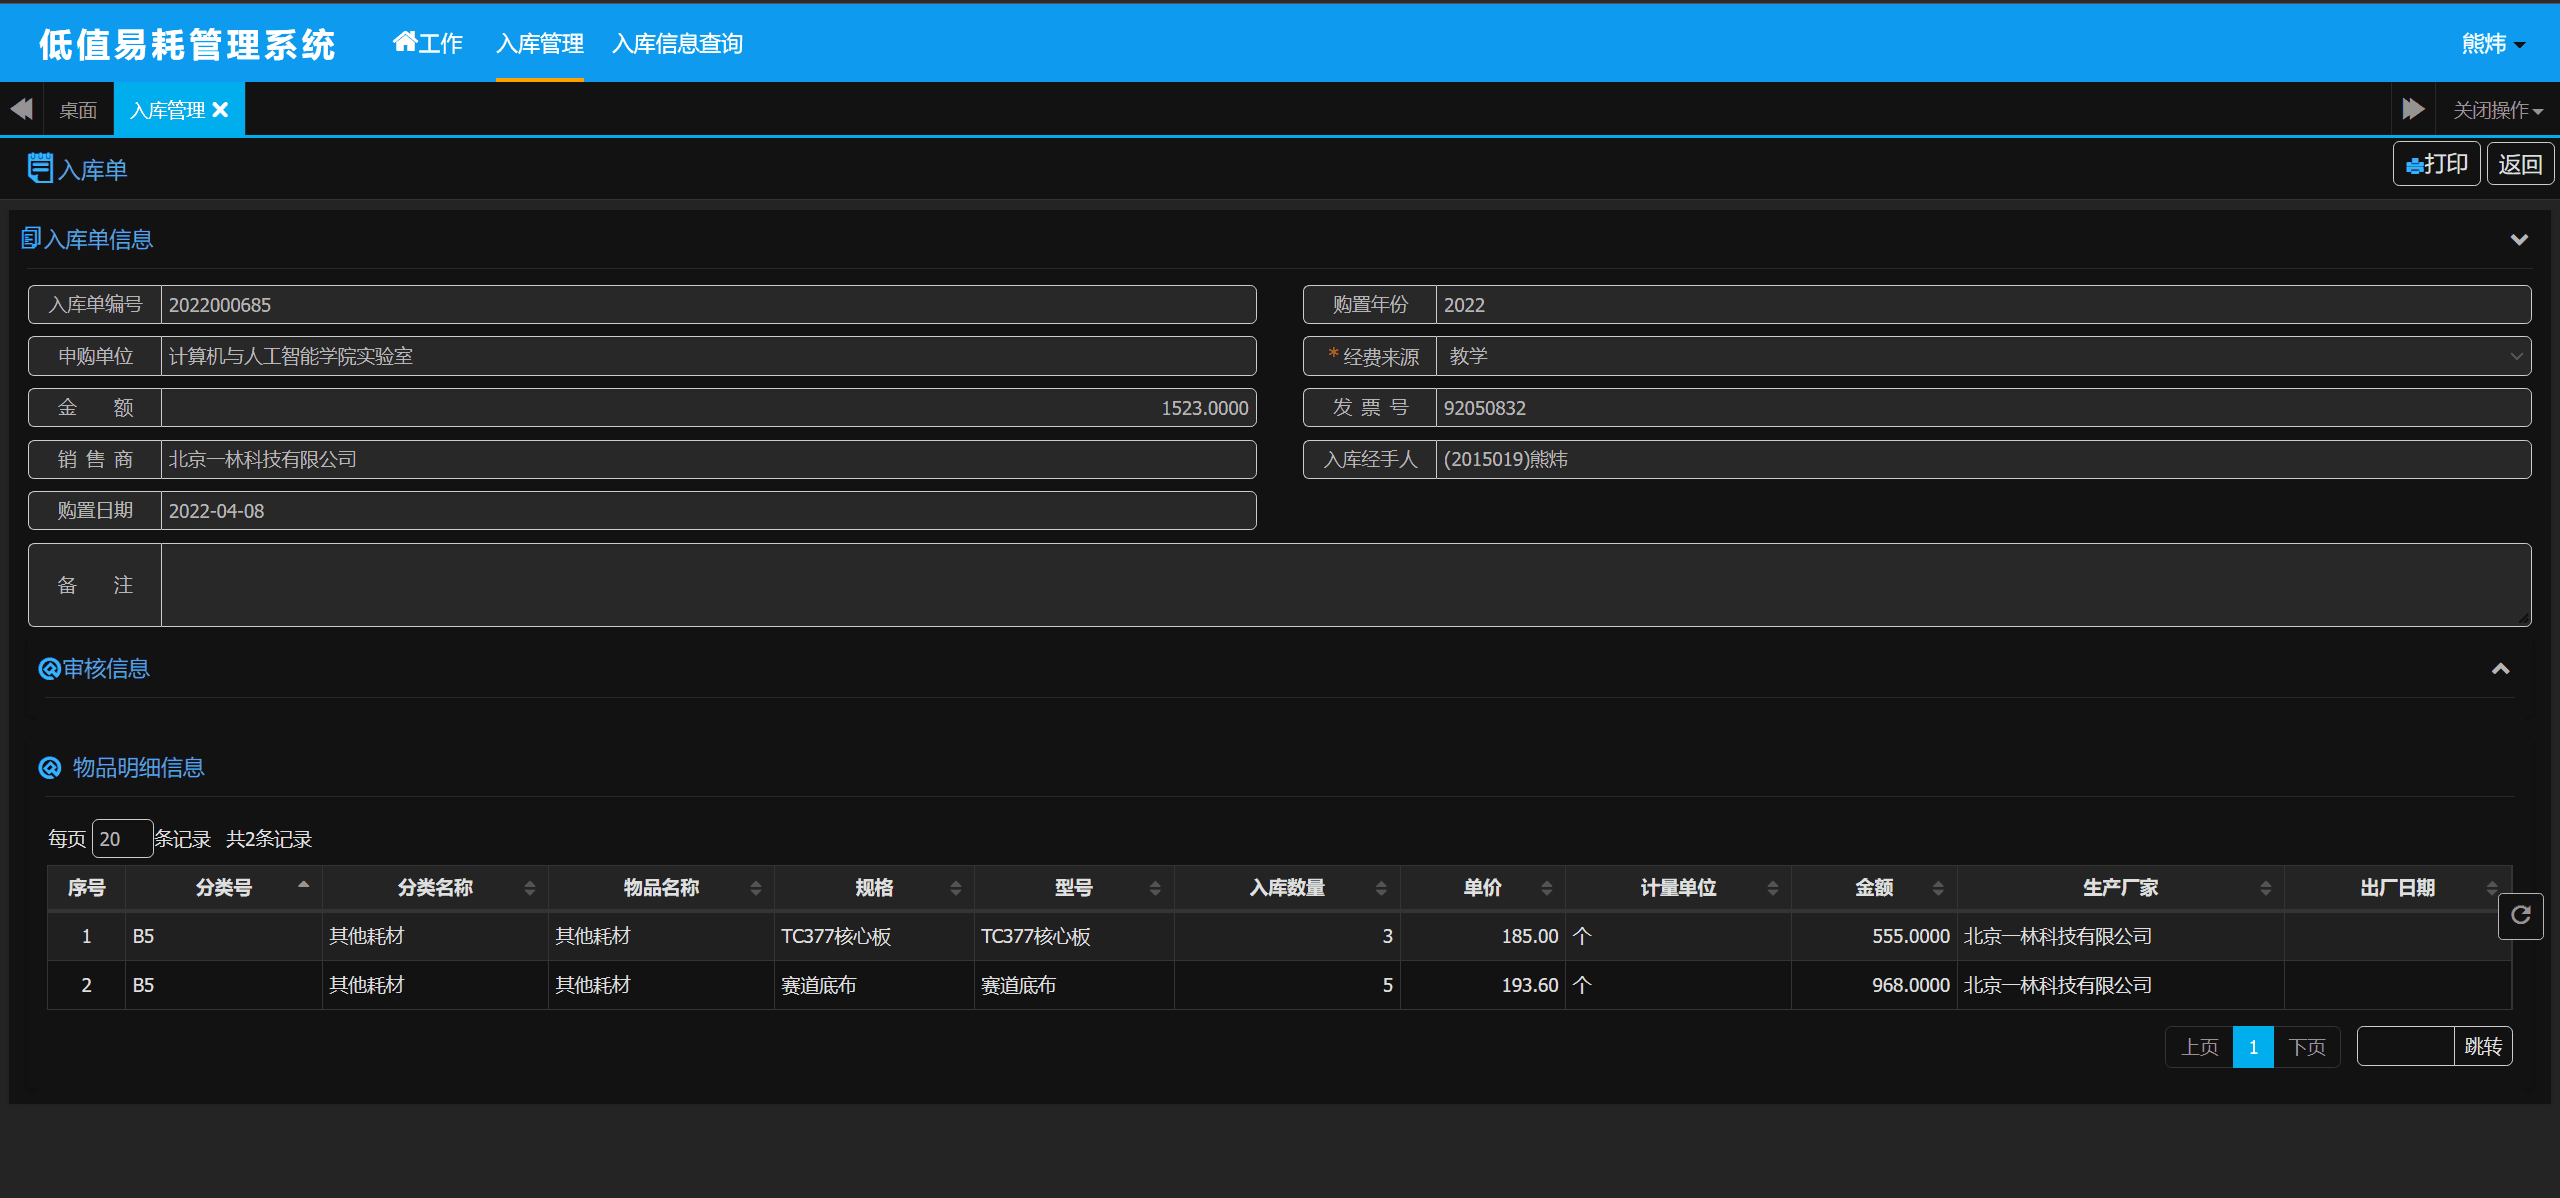 低值易耗管理系统 工作 入库管理 入库信息查询 熊炜
桌面 入库管理 关闭操作
入库单 打印 返回
入库单信息
入库单编号 2022000685 购置年份 2022
申购单位 计算机与人工智能学院实验室 * 经费来源 教学
金 额 1523.0000 发 票 号 92050832
销 售 商 北京一林科技有限公司 入库经手人 (2015019)熊炜
购置日期 2022-04-08
备 注
审核信息
物品明细信息
每页 20 条记录 共2条记录
序号 分类号 分类名称 物品名称 规格 型号 入库数量 单价 计量单位 金额 生产厂家 出厂日期
1 B5 其他耗材 其他耗材 TC377核心板 TC377核心板 3 185.00 个 555.0000 北京一林科技有限公司
2 B5 其他耗材 其他耗材 赛道底布 赛道底布 5 193.60 个 968.0000 北京一林科技有限公司
上页 1 下页 跳转